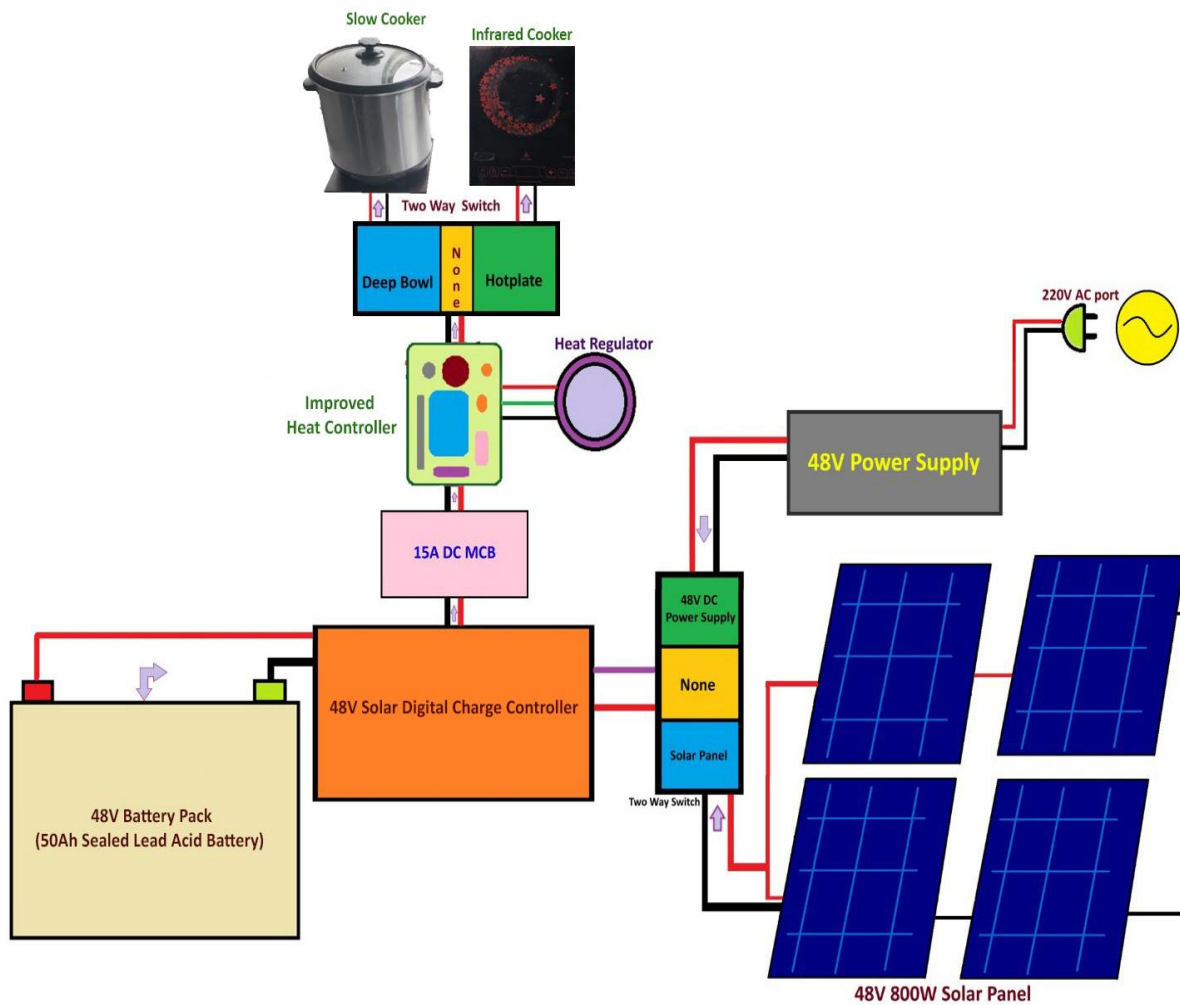 Slow Cooker
Infrared Cooker
Two Way Switch
Deep Bowl
None
Hotplate
220V AC port
Heat Regulator
Improved
Heat Controller
48V Power Supply
15A DC MCB
48V DC
Power Supply
None
Solar Panel
Two Way Switch
48V Solar Digital Charge Controller
48V Battery Pack
(50Ah Sealed Lead Acid Battery)
48V 800W Solar Panel